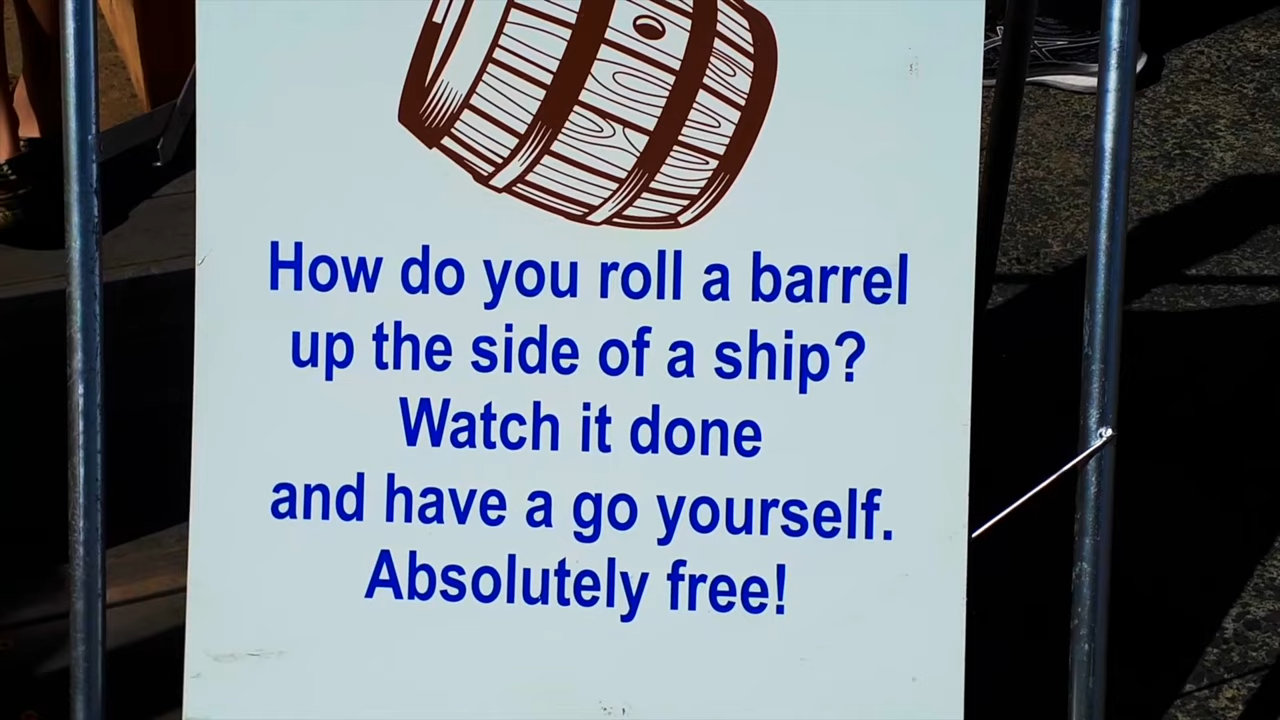 How do you roll a barrel
up the side of a ship?
Watch it done
and have a go yourself.
Absolutely free!